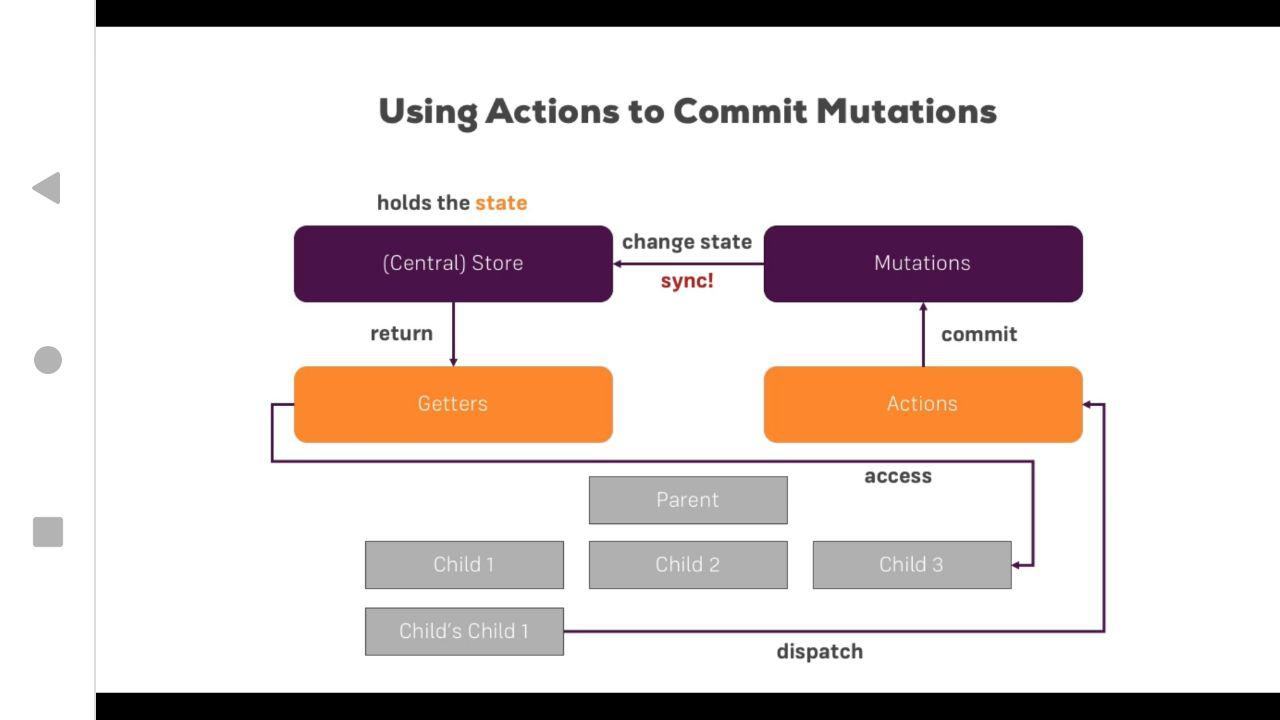 Using Actions to Commit Mutations
holds the state
(Central) Store
change state
sync!
Mutations
return
commit
Getters
Actions
access
Parent
Child 1
Child 2
Child 3
Child's Child 1
dispatch